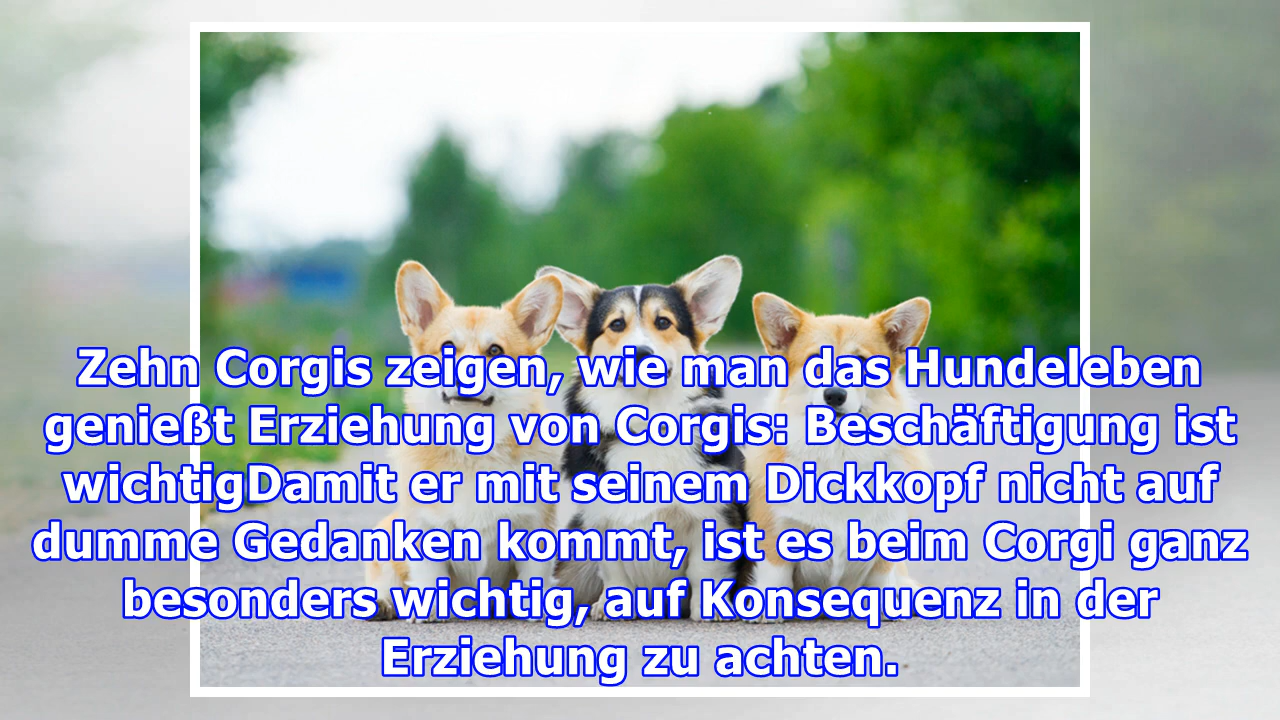 Zehn Corgis zeigen, wie man das Hundeleben
genießt Erziehung von Corgis: Beschäftigung ist
wichtigDamit er mit seinem Dickkopf nicht auf
dumme Gedanken kommt, ist es beim Corgi ganz
besonders wichtig, auf Konsequenz in der
Erziehung zu achten.